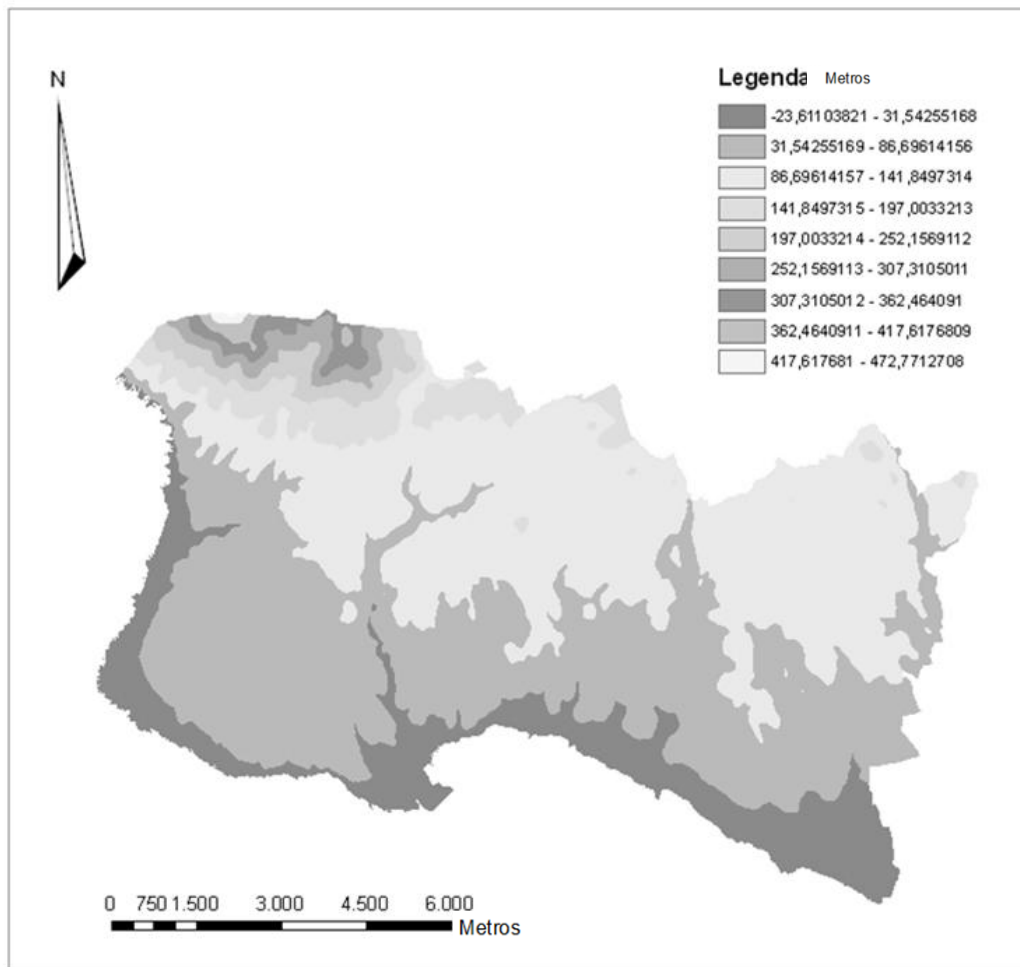 N
Legenda Metros
-23,61103821 - 31,54255168
31,54255169 - 86,69614156
86,69614157 - 141,8497314
141,8497315 - 197,0033213
197,0033214 - 252,1569112
252,1569113 - 307,3105011
307,3105012 - 362,464091
362,4640911 - 417,6176809
417,617681 - 472,7712708
0 750 1.500 3.000 4.500 6.000
Metros